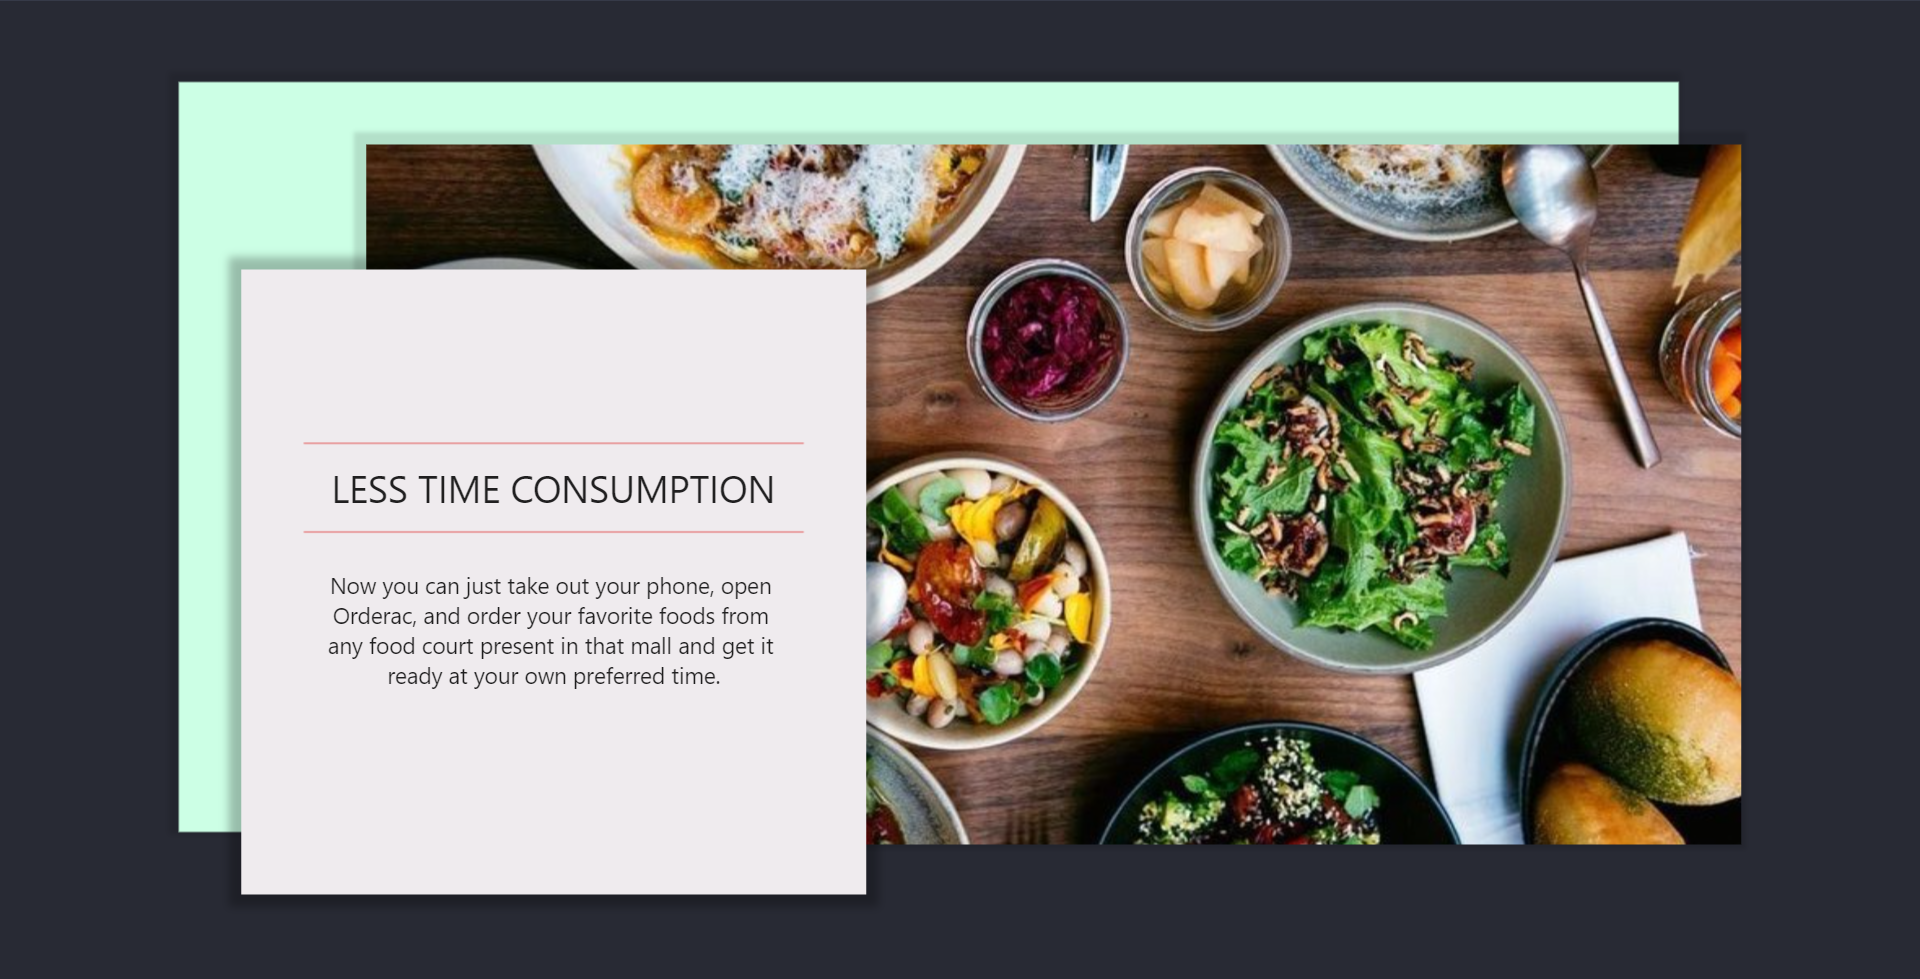 LESS TIME CONSUMPTION
Now you can just take out your phone, open
Orderac, and order your favorite foods from
any food court present in that mall and get it
ready at your own preferred time.